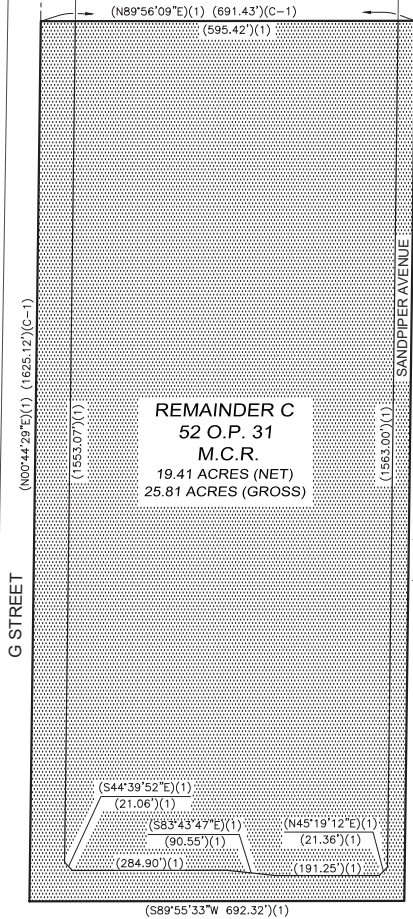 (N89°56'09"E)(1) (691.43')(C-1)
(595.42')(1)
(N00°44'29"E)(1) (1625.12')(C-1)
(1553.07')(1)
REMAINDER C
52 O.P. 31
M.C.R.
19.41 ACRES (NET)
25.81 ACRES (GROSS)
(1563.00')(1)
SANDPIPER AVENUE
G STREET
(S44°39'52"E)(1)
(21.06')(1)
(S83°43'47"E)(1)
(90.55')(1)
(N45°19'12"E)(1)
(21.36')(1)
(284.90')(1)
(191.25')(1)
(S89°55'33"W 692.32')(1)